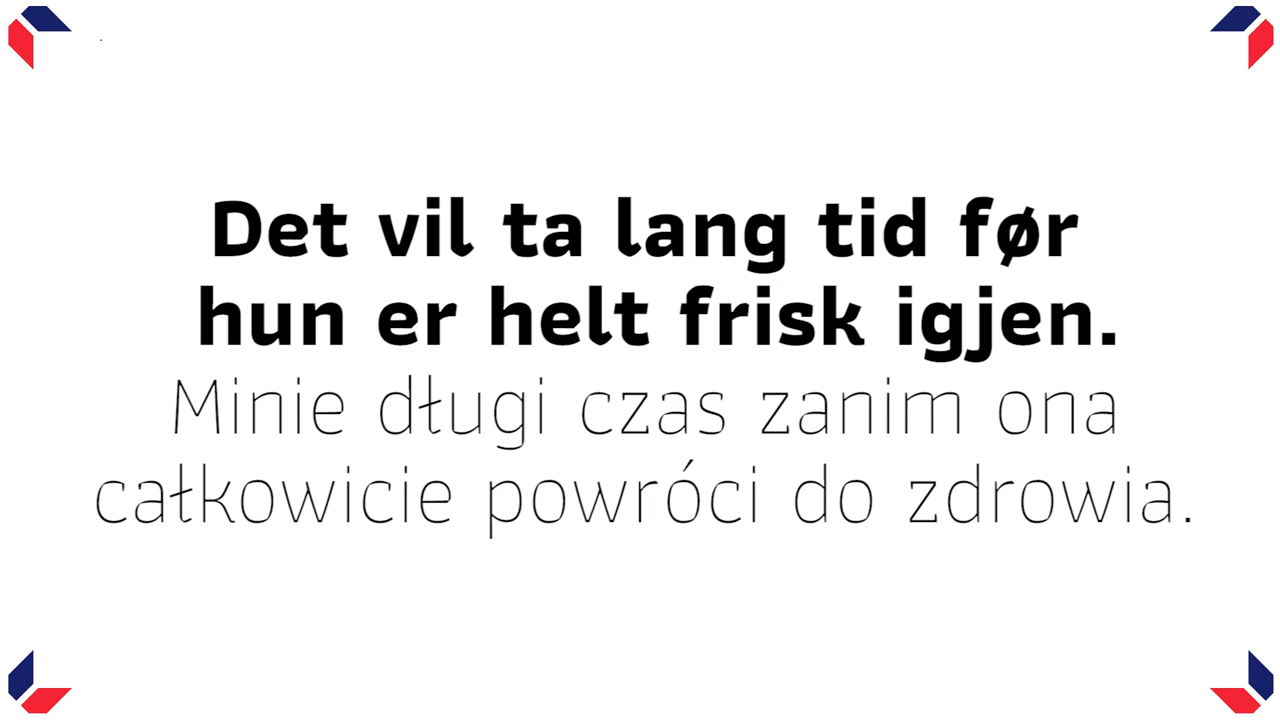 Det vil ta lang tid før
hun er helt frisk igjen.
Minie długi czas zanim ona
całkowicie powróci do zdrowia.